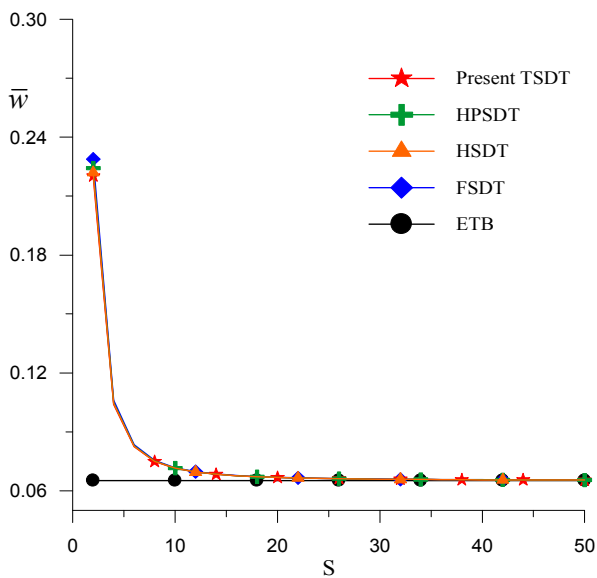 0.30
w̅
0.24
0.18
0.12
0.06
Present TSDT
HPSDT
HSDT
FSDT
ETB
0 10 20 30 40 50
S